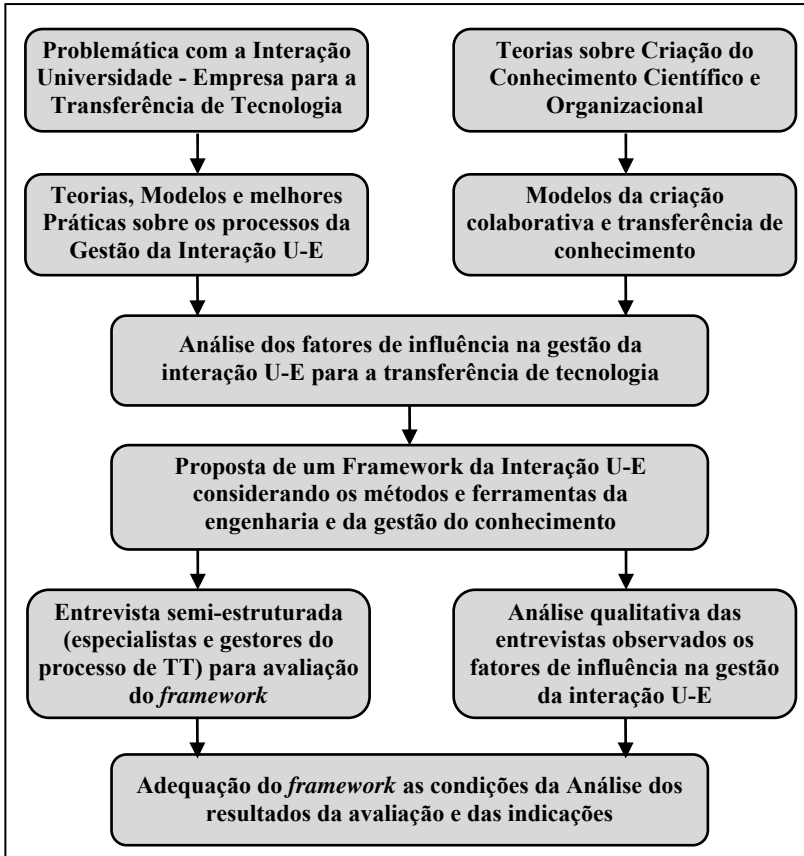 Problemática com a Interação
Universidade - Empresa para a
Transferência de Tecnologia
Teorias sobre Criação do
Conhecimento Científico e
Organizacional
Teorias, Modelos e melhores
Práticas sobre os processos da
Gestão da Interação U-E
Modelos da criação
colaborativa e transferência de
conhecimento
Análise dos fatores de influência na gestão da
interação U-E para a transferência de tecnologia
Proposta de um Framework da Interação U-E
considerando os métodos e ferramentas da
engenharia e da gestão do conhecimento
Entrevista semi-estruturada
(especialistas e gestores do
processo de TT) para avaliação
do framework
Análise qualitativa das
entrevistas observados os
fatores de influência na gestão
da interação U-E
Adequação do framework as condições da Análise dos
resultados da avaliação e das indicações